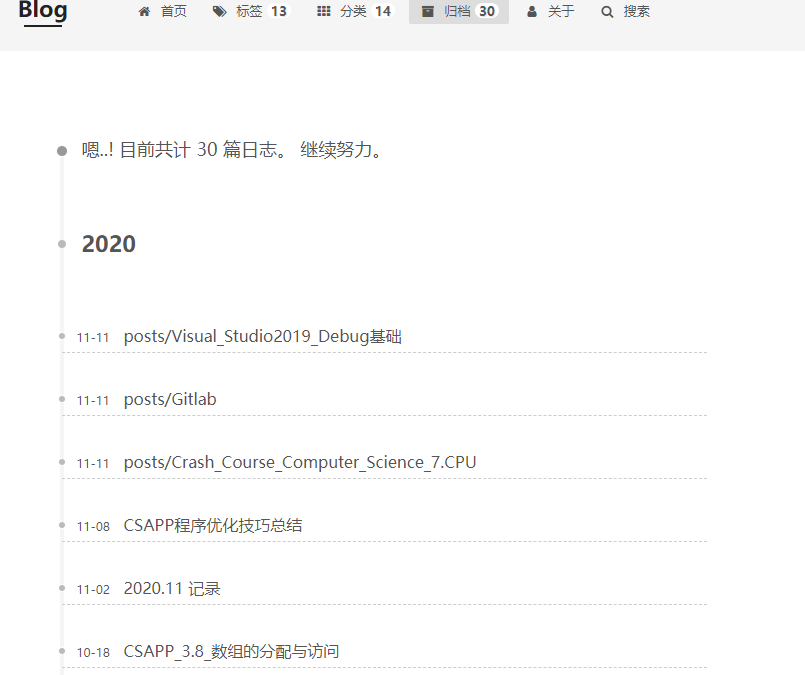 Blog
首页 标签 13 分类 14 归档 30 关于 搜索
嗯..! 目前共计 30 篇日志。 继续努力。
2020
11-11 posts/Visual_Studio2019_Debug基础
11-11 posts/Gitlab
11-11 posts/Crash_Course_Computer_Science_7.CPU
11-08 CSAPP程序优化技巧总结
11-02 2020.11 记录
10-18 CSAPP_3.8_数组的分配与访问